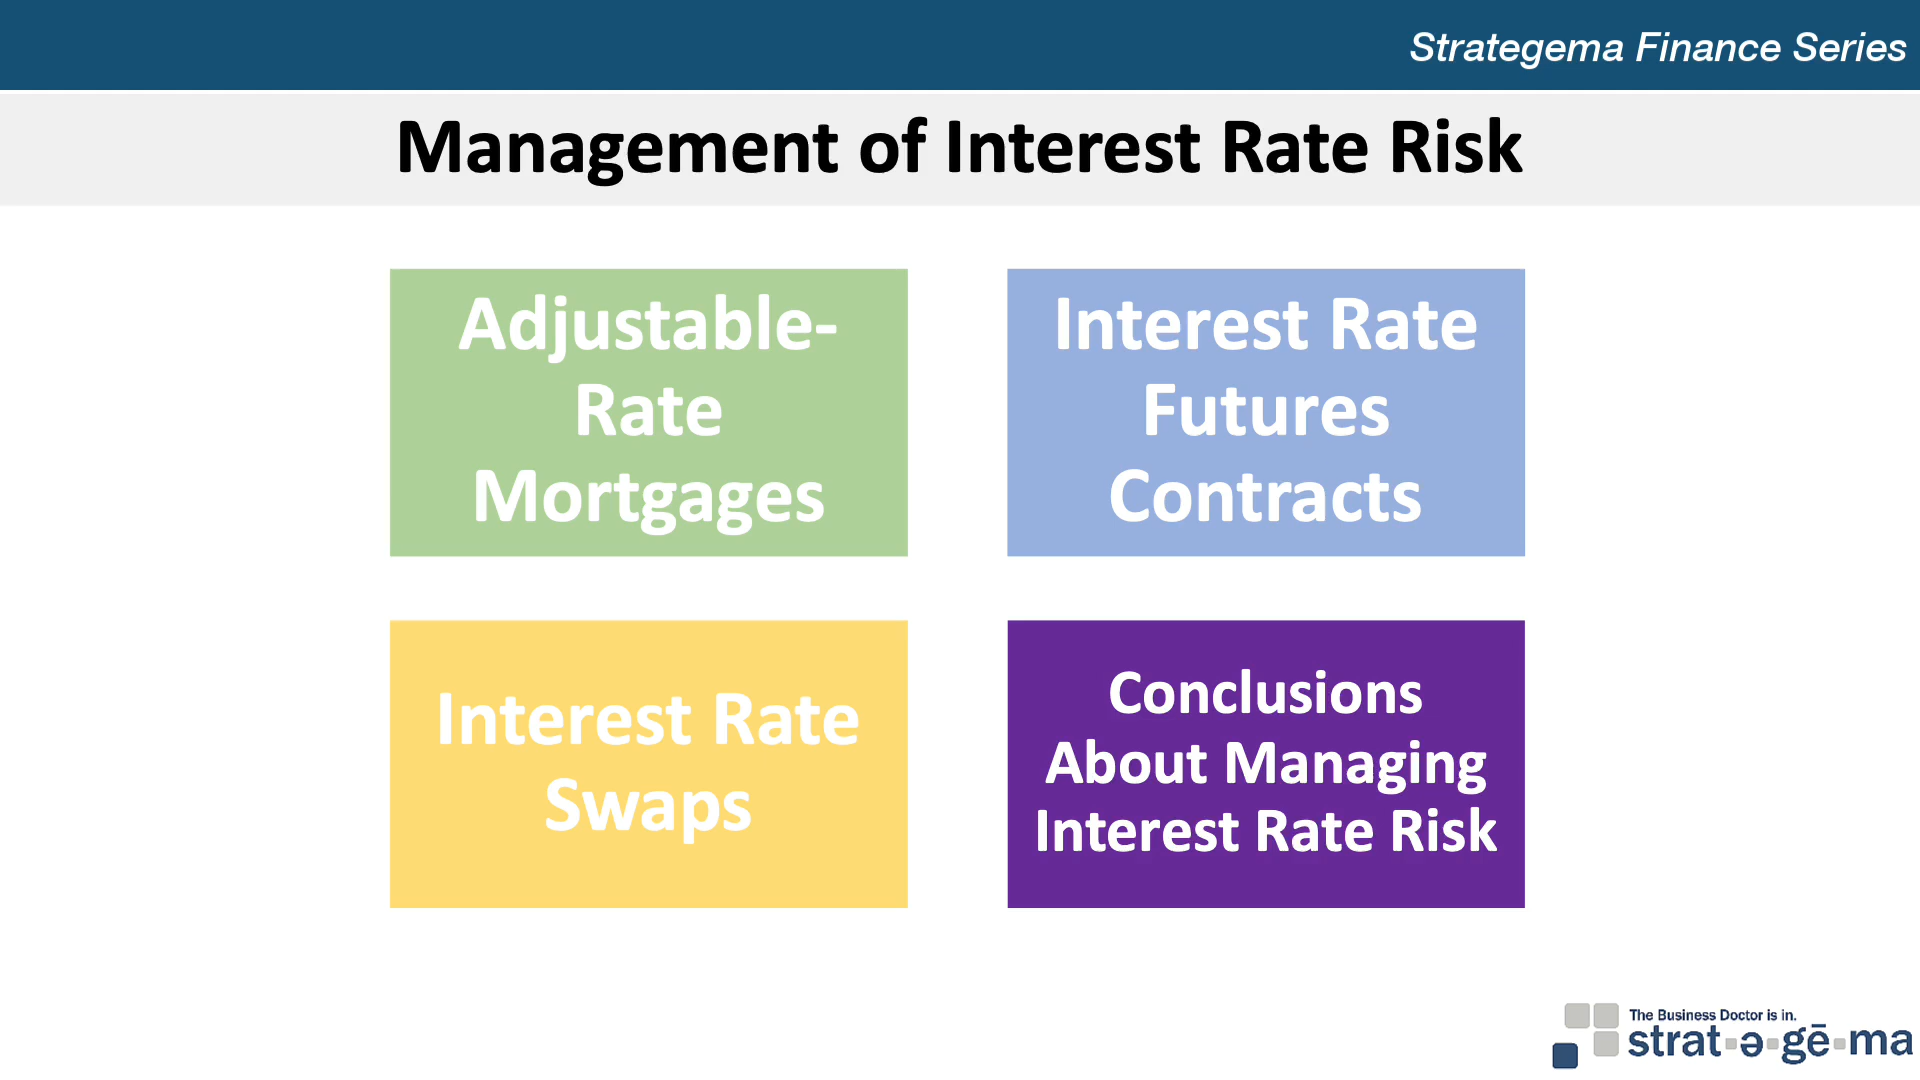 Strategema Finance Series
Management of Interest Rate Risk
Adjustable-
Rate
Mortgages
Interest Rate
Futures
Contracts
Interest Rate
Swaps
Conclusions
About Managing
Interest Rate Risk
The Business Doctor is in.
strat▪ə▪gē▪ma